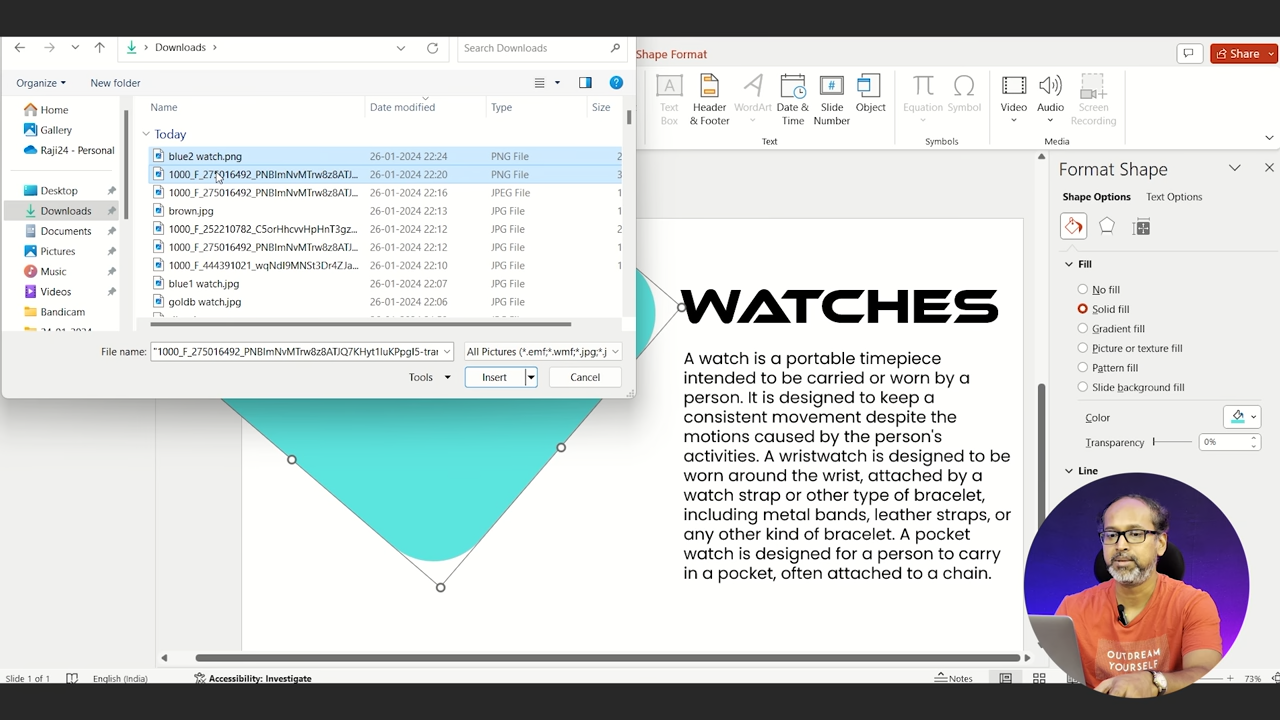 Downloads
Search Downloads
Shape Format
Share
Organize
New folder
Text
Box
Header
& Footer
WordArt
Date &
Time
Slide
Number
Object
Equation
Symbol
Video
Audio
Screen
Recording
Text
Symbols
Media
Home
Gallery
Raji24 - Personal
Desktop
Downloads
Documents
Pictures
Music
Videos
Bandicam
Name
Date modified
Type
Size
Today
blue2 watch.png 26-01-2024 22:24 PNG File 2
1000_F_275016492_PNBImNvMTrw8z8ATJ... 26-01-2024 22:20 PNG File 3
1000_F_275016492_PNBImNvMTrw8z8ATJ... 26-01-2024 22:16 JPEG File 1
brown.jpg 26-01-2024 22:13 JPG File 1
1000_F_252210782_C5orHhcvvHpHnT3gz... 26-01-2024 22:12 JPG File 2
1000_F_275016492_PNBImNvMTrw8z8ATJ... 26-01-2024 22:12 JPG File 1
1000_F_444391021_wqNdI9MNSt3Dr4ZJa... 26-01-2024 22:10 JPG File 1
blue1 watch.jpg 26-01-2024 22:07 JPG File
goldb watch.jpg 26-01-2024 22:06 JPG File
File name: "1000_F_275016492_PNBImNvMTrw8z8ATJQ7KHyt1IuKPpgI5-trar
All Pictures (*.emf;*.wmf;*.jpg;*.j
Tools
Insert
Cancel
WATCHES
A watch is a portable timepiece
intended to be carried or worn by a
person. It is designed to keep a
consistent movement despite the
motions caused by the person's
activities. A wristwatch is designed to be
worn around the wrist, attached by a
watch strap or other type of bracelet,
including metal bands, leather straps, or
any other kind of bracelet. A pocket
watch is designed for a person to carry
in a pocket, often attached to a chain.
Format Shape
Shape Options
Text Options
Fill
No fill
Solid fill
Gradient fill
Picture or texture fill
Pattern fill
Slide background fill
Color
Transparency
0%
Line
OUTDREAM
YOURSELF
Slide 1 of 1
English (India)
Accessibility: Investigate
Notes
73%